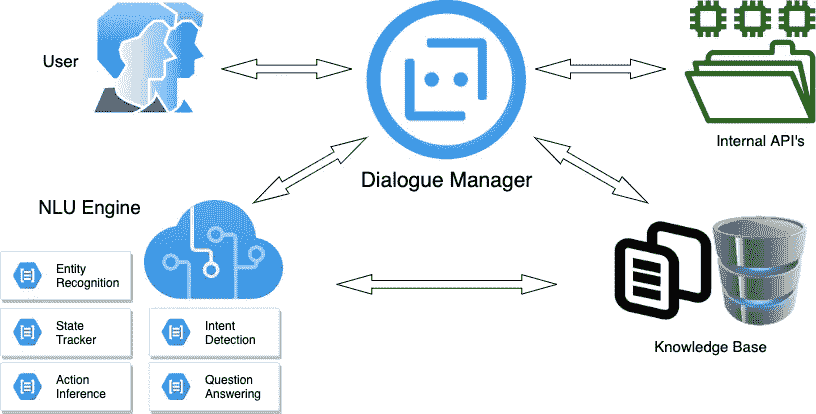 User
Internal API's
Dialogue Manager
NLU Engine
Entity
Recognition
State
Tracker
Intent
Detection
Action
Inference
Question
Answering
Knowledge Base